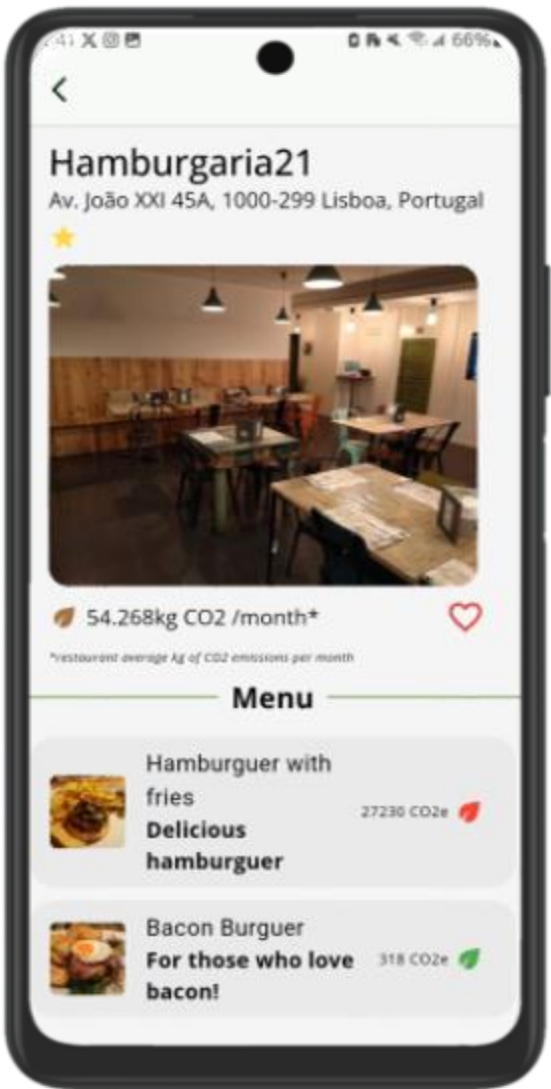 66%
Hamburgaria21
Av. João XXI 45A, 1000-299 Lisboa, Portugal
54.268kg CO2 /month*
*restaurant average kg of CO2 emissions per month
Menu
Hamburguer with
fries
Delicious
hamburguer
27230 CO2e
Bacon Burguer
For those who love
bacon!
318 CO2e